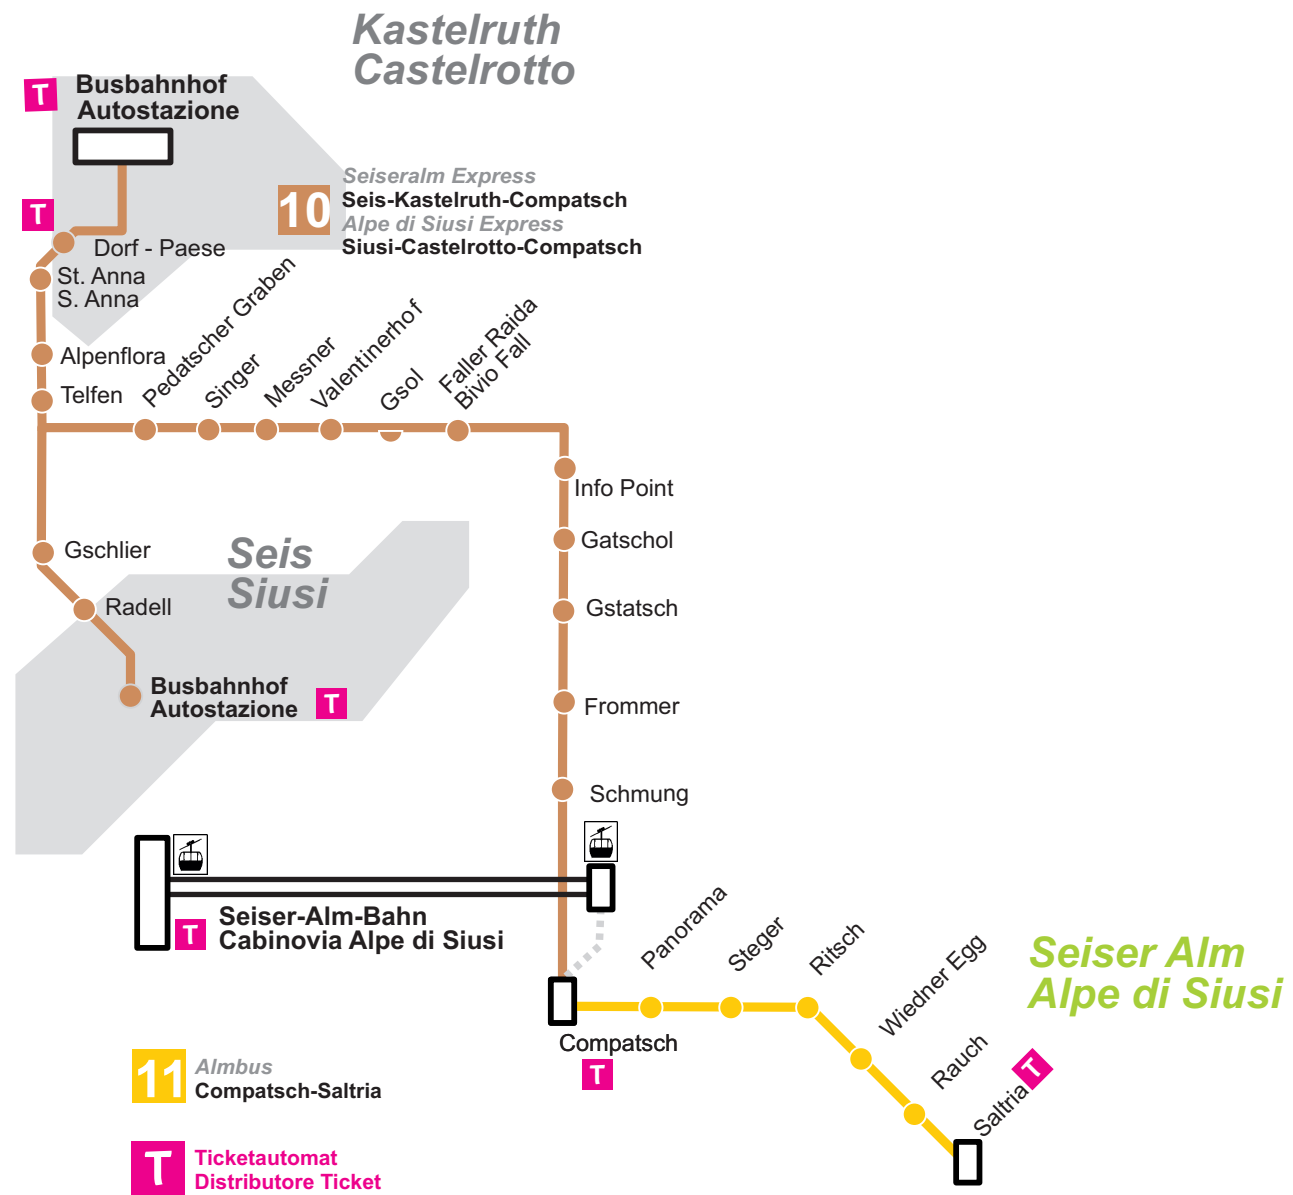 Kastelruth
Castelrotto
T
Busbahnhof
Autostazione
T
10
Seiseralm Express
Seis-Kastelruth-Compatsch
Alpe di Siusi Express
Siusi-Castelrotto-Compatsch
Dorf - Paese
St. Anna
S. Anna
Alpenflora
Telfen
Pedatscher Graben
Singer
Messner
Valentinerhof
Gsol
Faller Raida
Bivio Fall
Info Point
Gatschol
Gstatsch
Frommer
Schmung
Gschlier
Radell
Seis
Siusi
Busbahnhof
Autostazione
T
T
Seiser-Alm-Bahn
Cabinovia Alpe di Siusi
Compatsch
T
Panorama
Steger
Ritsch
Wiedner Egg
Rauch
Saltria
T
Seiser Alm
Alpe di Siusi
11
Almbus
Compatsch-Saltria
T
Ticketautomat
Distributore Ticket